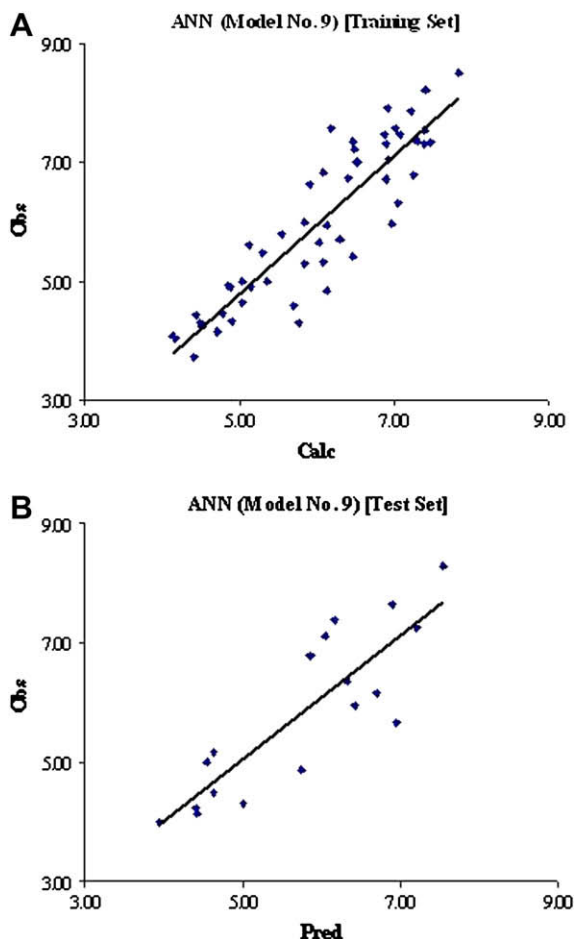 A
ANN (Model No. 9) [Training Set]
9.00
7.00
Obs
5.00
3.00
3.00 5.00 7.00 9.00
Calc
B
ANN (Model No. 9) [Test Set]
9.00
7.00
Obs
5.00
3.00
3.00 5.00 7.00 9.00
Pred